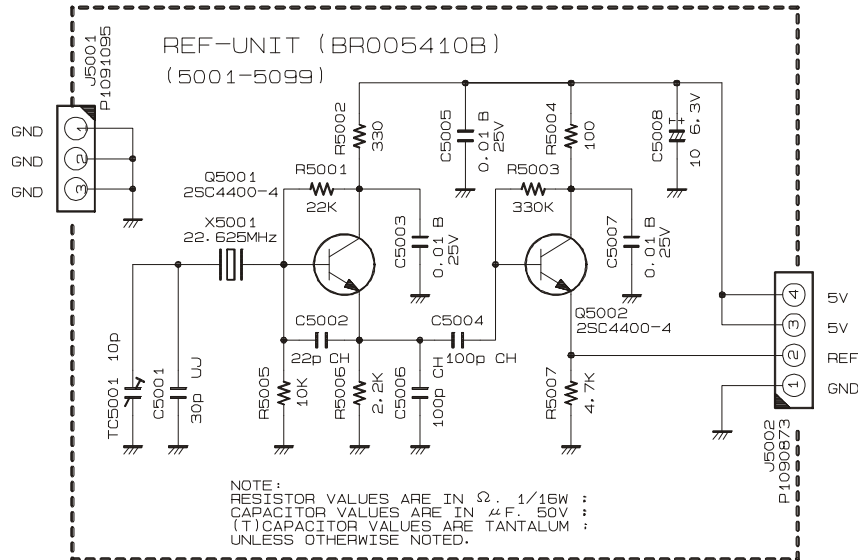 REF-UNIT (BR005410B)
(5001-5099)
J5001
P1091095
GND
GND
GND
1
2
3
R5002
330
C5005
0.01 B
25V
R5004
100
C5008
10 6.3V
T+
R5001
22K
R5003
330K
Q5001
2SC4400-4
X5001
22.625MHz
C5003
0.01 B
25V
C5007
0.01 B
25V
Q5002
2SC4400-4
4
5V
3
5V
2
REF
1
GND
C5002
22p CH
C5004
100p CH
TC5001 10p
C5001
30p UJ
R5005
10K
R5006
2.2K
C5006
100p CH
R5007
4.7K
J5002
P1090873
NOTE:
RESISTOR VALUES ARE IN Ω. 1/16W ;
CAPACITOR VALUES ARE IN μF. 50V ;
(T)CAPACITOR VALUES ARE TANTALUM ;
UNLESS OTHERWISE NOTED.